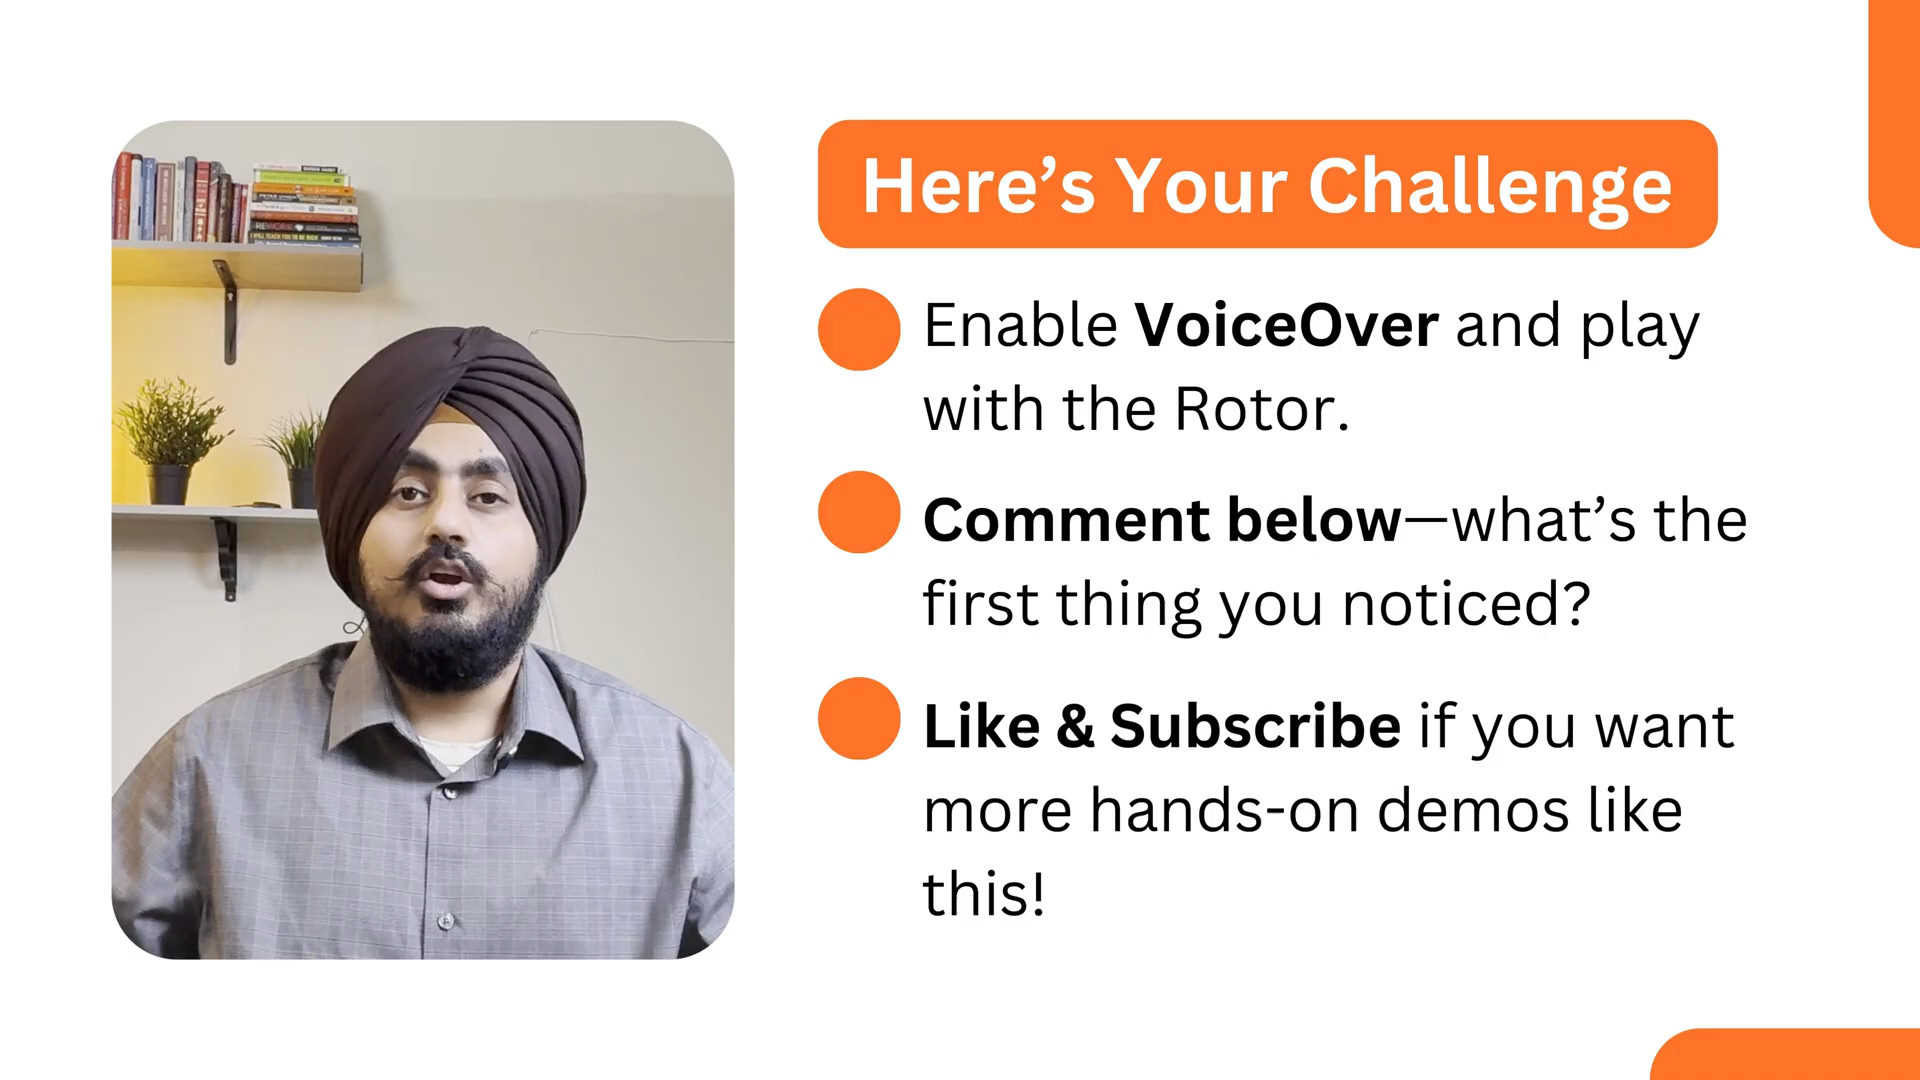 Here’s Your Challenge
Enable VoiceOver and play
with the Rotor.
Comment below—what’s the
first thing you noticed?
Like & Subscribe if you want
more hands-on demos like
this!
REWORK